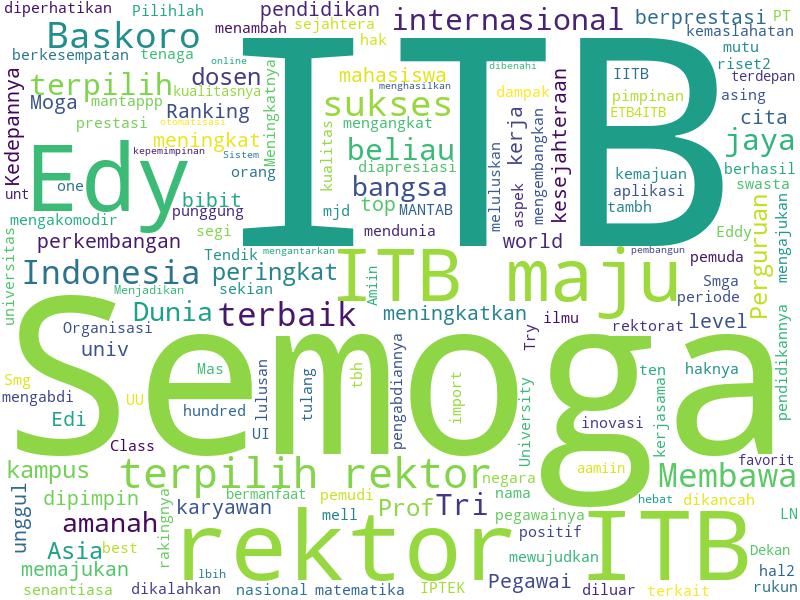 diperhatikan
Pilihlah
pendidikan
menambah
sejahtera
hak
internasional
berprestasi
PT
kemaslahatan
Baskoro
berkesempatan
tenaga
online
dibenahi
mutu
riset2
terdepan
terpilih
kualitasnya
dosen
mahasiswa
menghasilkan
IITB
asing
Moga
mantappp
Ranking
sukses
dampak
pimpinan
ETB4ITB
cita
prestasi
otomatisasi
mengangkat
meningkat
Meningkatnya
kualitas
ITB
Kedepannya
Edy
kepemimpinan
Sistem
orang
beliau
diapresiasi
meluluskan
aspek
kerja
mengembangkan
kesejahteraan
jaya
berhasil
swasta
kemajuan
aplikasi
tambh
unt
one
bibit
punggung
bangsa
top
MANTAB
mjd
mengakomodir
segi
mendunia
Eddy
perkembangan
world
universitas
Tendik
mengantarkan
pembangun
pemuda
Perguruan
mengajukan
Indonesia
peringkat
ITB maju
Smga
periode
Menjadikan
sekian
Amiin
Dunia
terbaik
meningkatkan
ilmu
rektorat
level
Organisasi
univ
Try
Semoga
Mas
tbh
ten
haknya
pendidikannya
Smg
UU
mengabdi
hundred
lulusan
tulang
pengabdiannya
import
University
inovasi
kerjasama
Edi
UI
Class
favorit
kampus
terpilih rektor
negara
aamiin
Membawa
unggul
dipimpin
bermanfaat
pemudi
nama
hebat
dikancah
rakingnya
karyawan
Prof
Tri
pegawainya
LN
amanah
mell
positif
rektor ITB
Asia
best
mewujudkan
Dekan
memajukan
lbih
Pegawai
hal2
senantiasa
dikalahkan
nasional
matematika
IPTEK
diluar
terkait
rukun